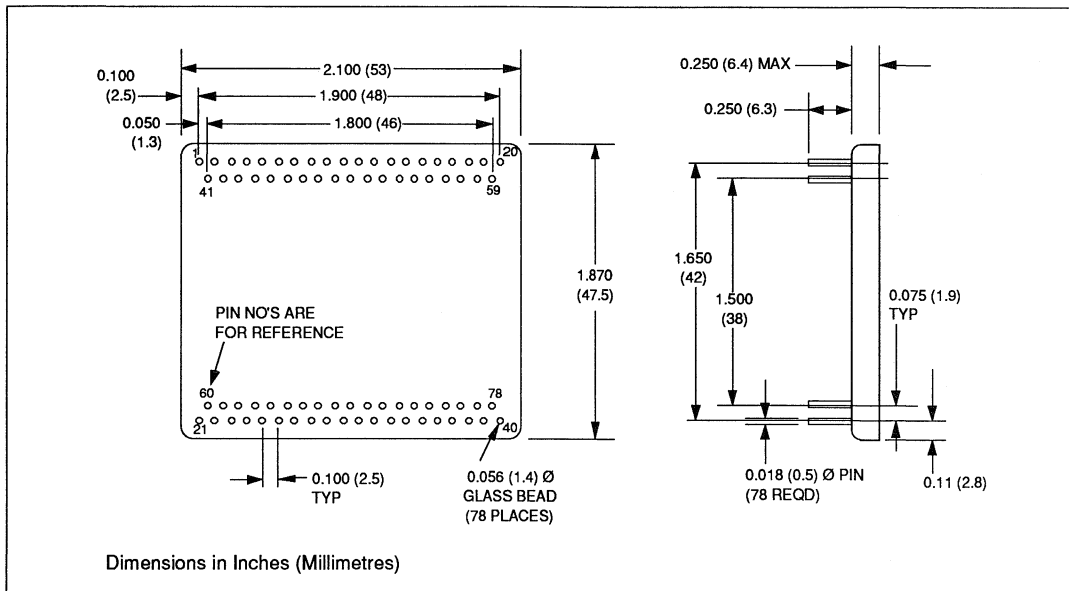 2.100 (53)
0.100
(2.5)
1.900 (48)
0.050
(1.3)
1.800 (46)
1
20
41
59
PIN NO'S ARE
FOR REFERENCE
60
78
21
40
0.100 (2.5)
TYP
0.056 (1.4) Ø
GLASS BEAD
(78 PLACES)
1.870
(47.5)
0.250 (6.4) MAX
0.250 (6.3)
1.650
(42)
1.500
(38)
0.075 (1.9)
TYP
0.018 (0.5) Ø PIN
(78 REQD)
0.11 (2.8)
Dimensions in Inches (Millimetres)